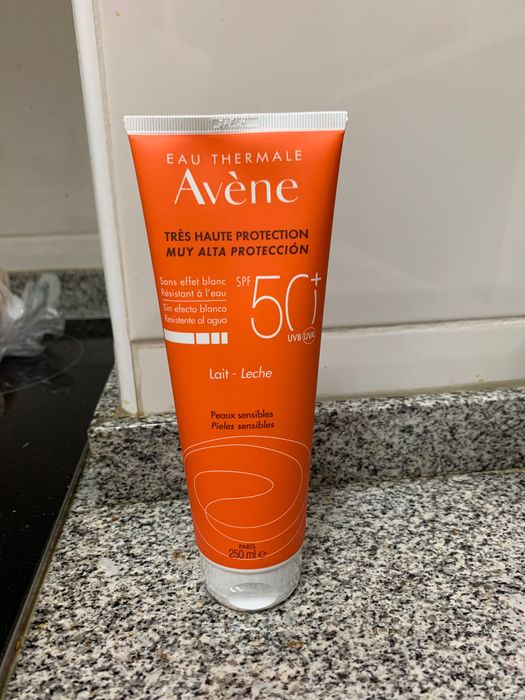 EAU THERMALE
Avène
TRÈS HAUTE PROTECTION
MUY ALTA PROTECCIÓN
Sans effet blanc
Résistant à l'eau
Sin efecto blanco
Resistente al agua
SPF 50+
UVB UVA
Lait - Leche
Peaux sensibles
Pieles sensibles
PARIS
250 ml e